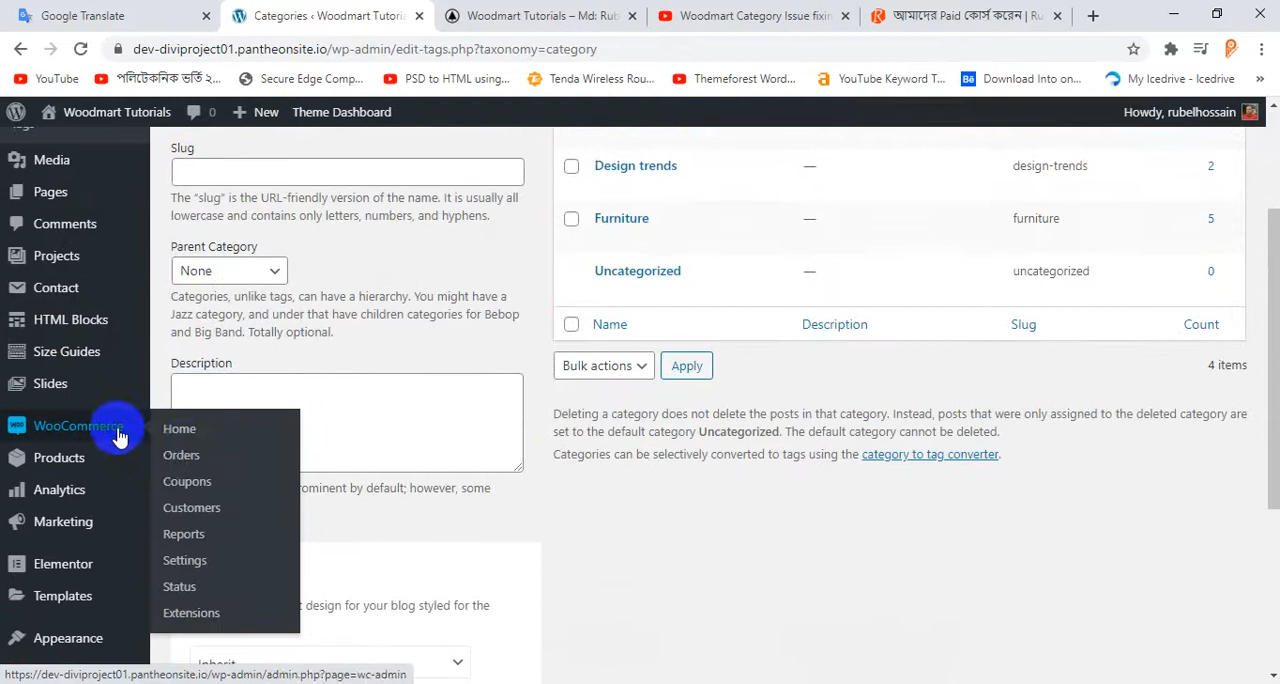 Google Translate
Categories ‹ Woodmart Tutoria
Woodmart Tutorials – Md: Rub
Woodmart Category Issue fixin
আমাদের Paid কোর্স করেন | Ru
dev-diviproject01.pantheonsite.io/wp-admin/edit-tags.php?taxonomy=category
YouTube
পলিটেকনিক ভর্তি ২...
Secure Edge Comp...
PSD to HTML using...
Tenda Wireless Rou...
Themeforest Word...
YouTube Keyword T...
Download Into on...
My Icedrive - Icedrive
»
Woodmart Tutorials
0
New
Theme Dashboard
Howdy, rubelhossain
Media
Pages
Comments
Projects
Contact
HTML Blocks
Size Guides
Slides
WooCommerce
Products
Analytics
Marketing
Elementor
Templates
Appearance
Home
Orders
Coupons
Customers
Reports
Settings
Status
Extensions
Slug
The “slug” is the URL-friendly version of the name. It is usually all
lowercase and contains only letters, numbers, and hyphens.
Parent Category
None
Categories, unlike tags, can have a hierarchy. You might have a
Jazz category, and under that have children categories for Bebop
and Big Band. Totally optional.
Description
rominent by default; however, some
design for your blog styled for the
Inherit
Design trends — design-trends 2
Furniture — furniture 5
Uncategorized — uncategorized 0
Name Description Slug Count
Bulk actions Apply 4 items
Deleting a category does not delete the posts in that category. Instead, posts that were only assigned to the deleted category are
set to the default category Uncategorized. The default category cannot be deleted.
Categories can be selectively converted to tags using the category to tag converter.
https://dev-diviproject01.pantheonsite.io/wp-admin/admin.php?page=wc-admin